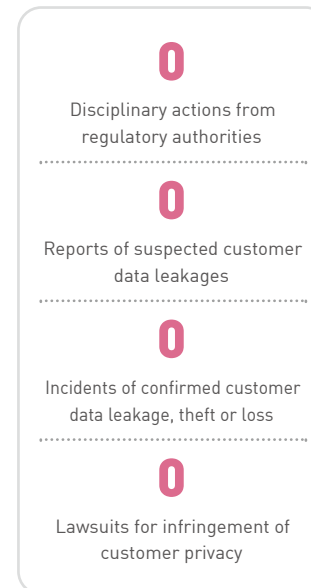 0
Disciplinary actions from
regulatory authorities
0
Reports of suspected customer
data leakages
0
Incidents of confirmed customer
data leakage, theft or loss
0
Lawsuits for infringement of
customer privacy